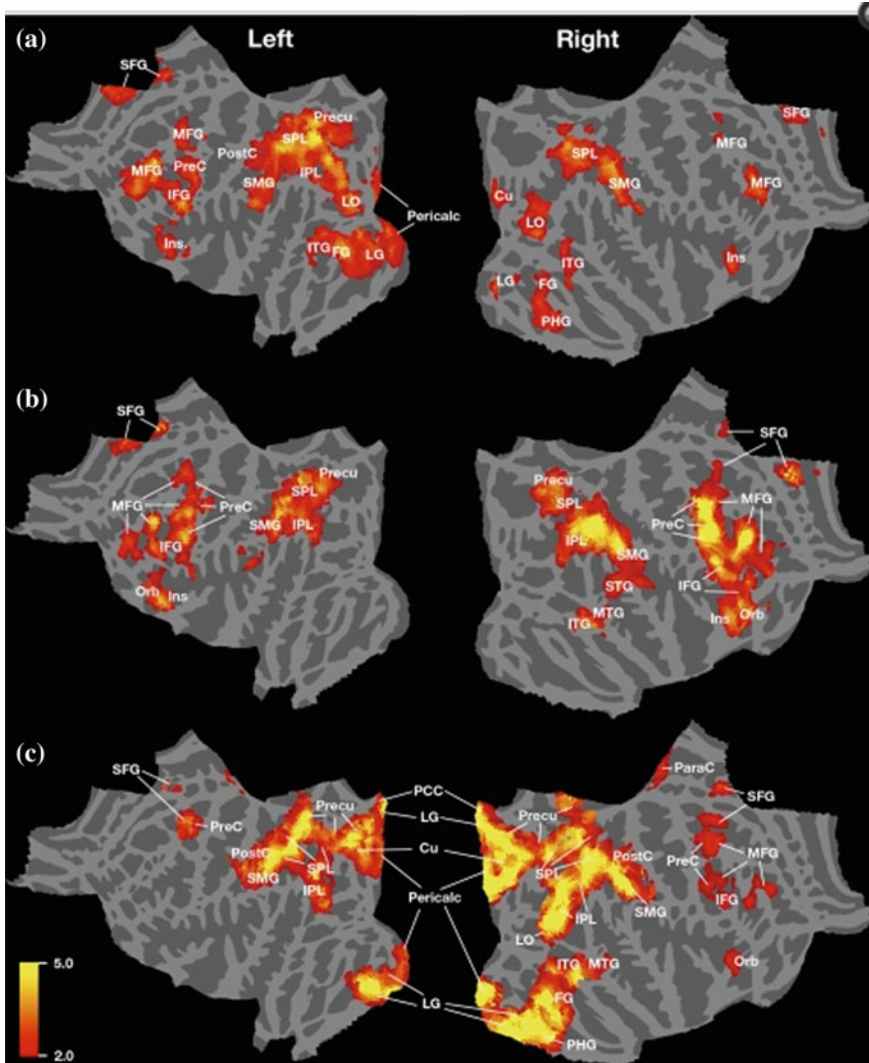 (a)
Left
Right
SFG
MFG
PostC
SPL
Precu
MFG
PreC
SMG
IPL
IFG
LO
Pericalc
Ins.
ITG
FG
LG
SFG
MFG
SPL
SMG
MFG
Cu
LO
ITG
Ins
LG
FG
PHG
(b)
SFG
Precu
SPL
MFG
PreC
SMG
IPL
IFG
Orb
Ins
SFG
Precu
SPL
MFG
PreC
IPL
SMG
STG
IFG
MTG
ITG
Ins
Orb
(c)
SFG
PreC
Precu
PostC
SPL
SMG
IPL
PCC
LG
Cu
Pericalc
LG
ParaC
SFG
Precu
SPL
PostC
PreC
MFG
IPL
SMG
IFG
LO
ITG
MTG
Orb
FG
PHG
5.0
2.0